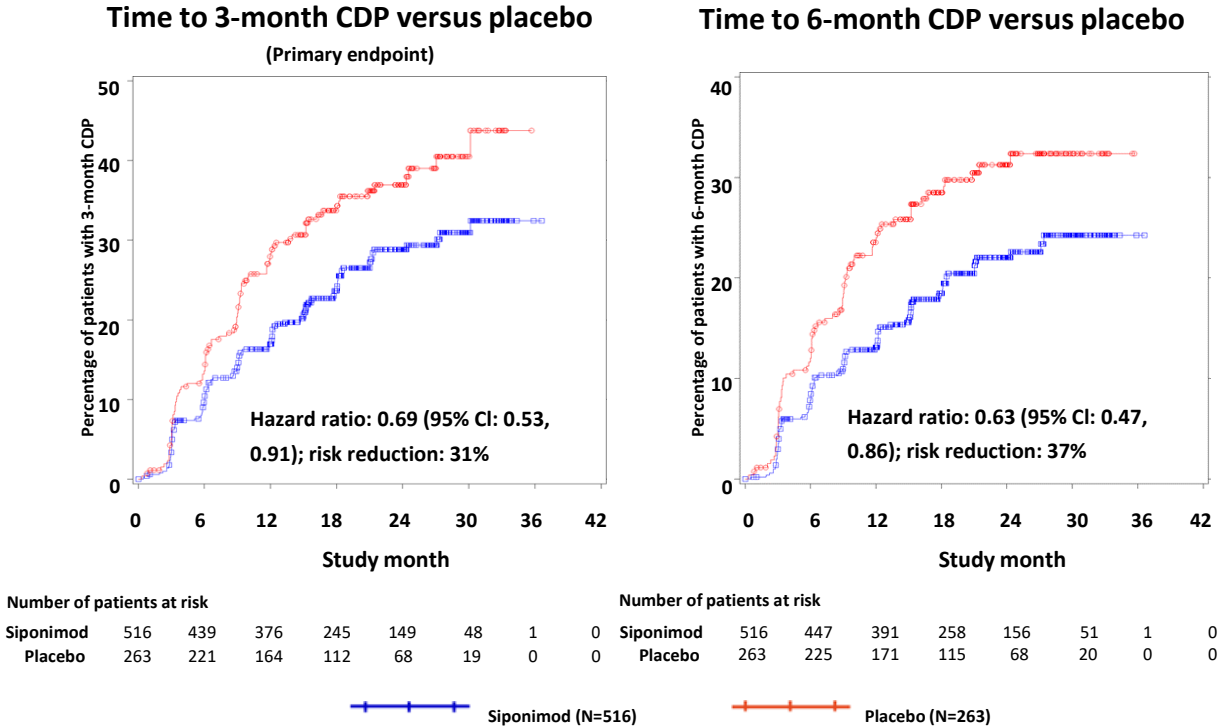 Time to 3-month CDP versus placebo
(Primary endpoint)
Percentage of patients with 3-month CDP
50
40
30
20
10
0
Hazard ratio: 0.69 (95% Cl: 0.53,
0.91); risk reduction: 31%
0 6 12 18 24 30 36 42
Study month
Number of patients at risk
Siponimod 516 439 376 245 149 48 1 0
Placebo 263 221 164 112 68 19 0 0
Time to 6-month CDP versus placebo
Percentage of patients with 6-month CDP
40
30
20
10
0
Hazard ratio: 0.63 (95% Cl: 0.47,
0.86); risk reduction: 37%
0 6 12 18 24 30 36 42
Study month
Number of patients at risk
Siponimod 516 447 391 258 156 51 1 0
Placebo 263 225 171 115 68 20 0 0
Siponimod (N=516)
Placebo (N=263)